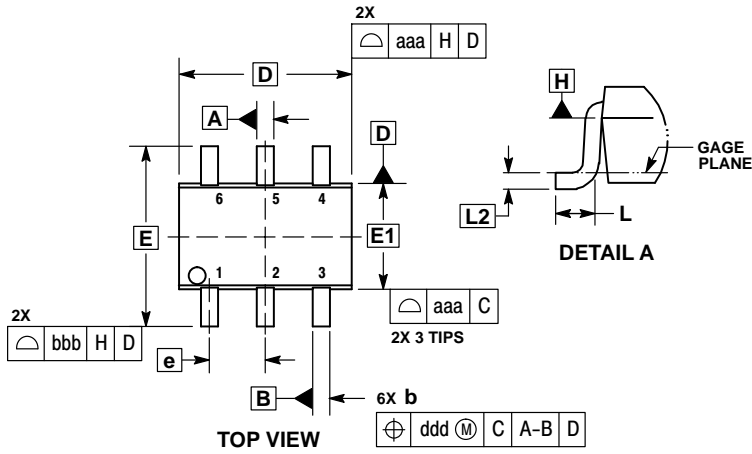 2X
⌓ aaa H D
D
A
D
H
GAGE
PLANE
L2
L
DETAIL A
6 5 4
E
E1
1 2 3
⌓ aaa C
2X 3 TIPS
2X
⌓ bbb H D
e
B
6X b
⌖ ddd Ⓜ C A–B D
TOP VIEW